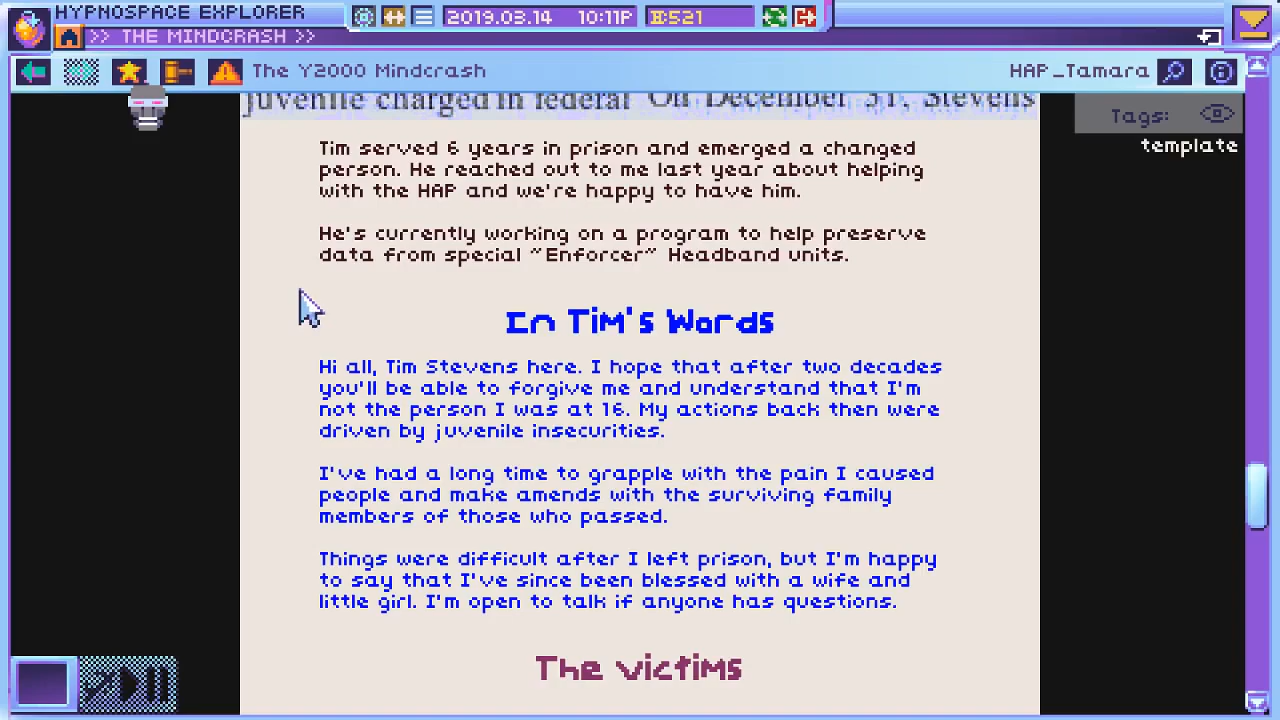 HYPNOSPACE EXPLORER
2019.03.14 10:11P
521
>> THE MINDCRASH >>
The Y2000 Mindcrash
HAP_Tamara
juvenile charged in federal On December 31, Stevens
Tags:
template
Tim served 6 years in prison and emerged a changed
person. He reached out to me last year about helping
with the HAP and we're happy to have him.
He's currently working on a program to help preserve
data from special ~Enforcer~ Headband units.
In Tim's Words
Hi all, Tim Stevens here. I hope that after two decades
you'll be able to forgive me and understand that I'm
not the person I was at 16. My actions back then were
driven by juvenile insecurities.
I've had a long time to grapple with the pain I caused
people and make amends with the surviving family
members of those who passed.
Things were difficult after I left prison, but I'm happy
to say that I've since been blessed with a wife and
little girl. I'm open to talk if anyone has questions.
The victims